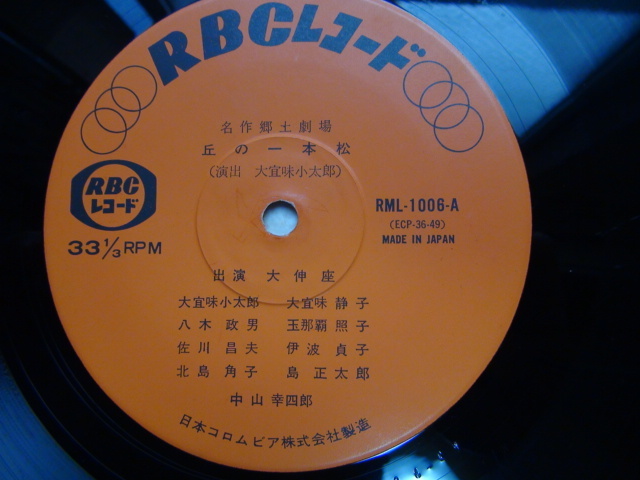 RBCレコード
名作郷土劇場
丘の一本松
(演出 大宜味小太郎)
RBC
レコード
33 1/3 RPM
RML-1006-A
(ECP-36-49)
MADE IN JAPAN
出演 大伸座
大宜味小太郎 大宜味静子
八木政男 玉那覇照子
佐川昌夫 伊波貞子
北島角子 島正太郎
中山幸四郎
日本コロムビア株式会社製造